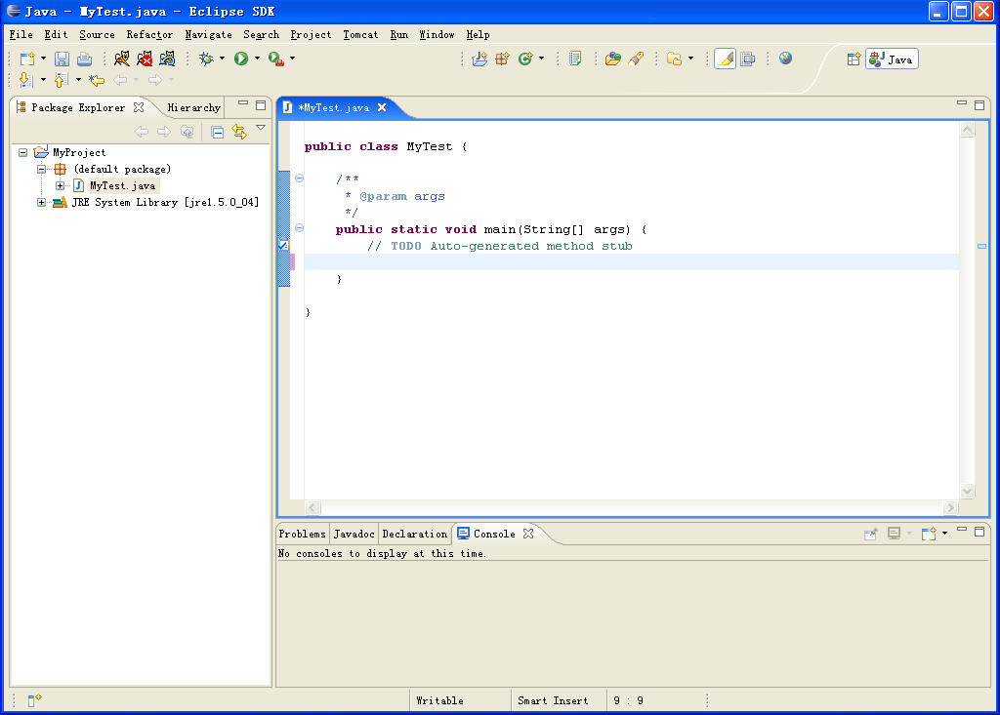 Java - MyTest.java - Eclipse SDK
File Edit Source Refactor Navigate Search Project Tomcat Run Window Help
Java
Package Explorer Hierarchy
MyProject
(default package)
MyTest.java
JRE System Library [jre1.5.0_04]
*MyTest.java
public class MyTest {
/**
* @param args
*/
public static void main(String[] args) {
// TODO Auto-generated method stub
}
}
Problems Javadoc Declaration Console
No consoles to display at this time.
Writable Smart Insert 9 : 9